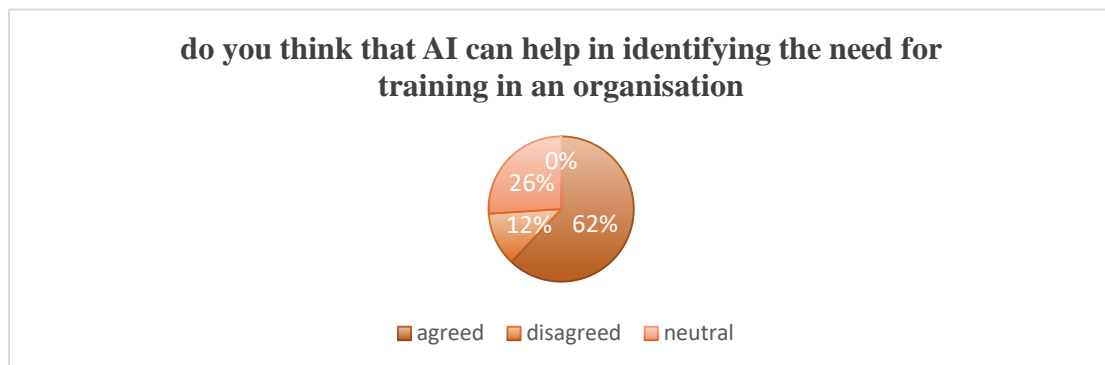 do you think that AI can help in identifying the need for
training in an organisation
0%
26%
12%
62%
agreed disagreed neutral